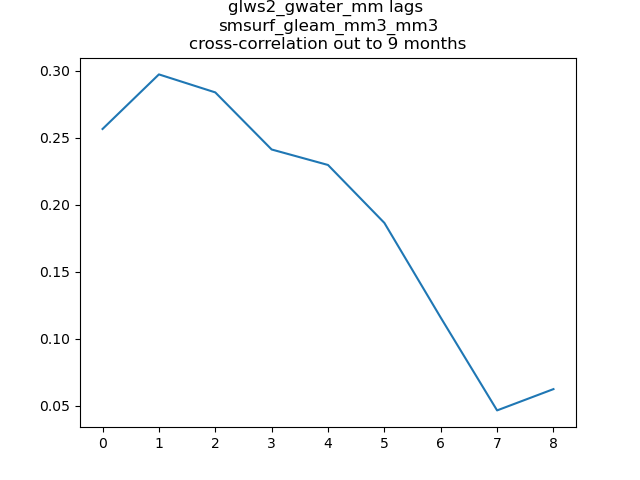 glws2_gwater_mm lags
smsurf_gleam_mm3_mm3
cross-correlation out to 9 months
0.30
0.25
0.20
0.15
0.10
0.05
0 1 2 3 4 5 6 7 8